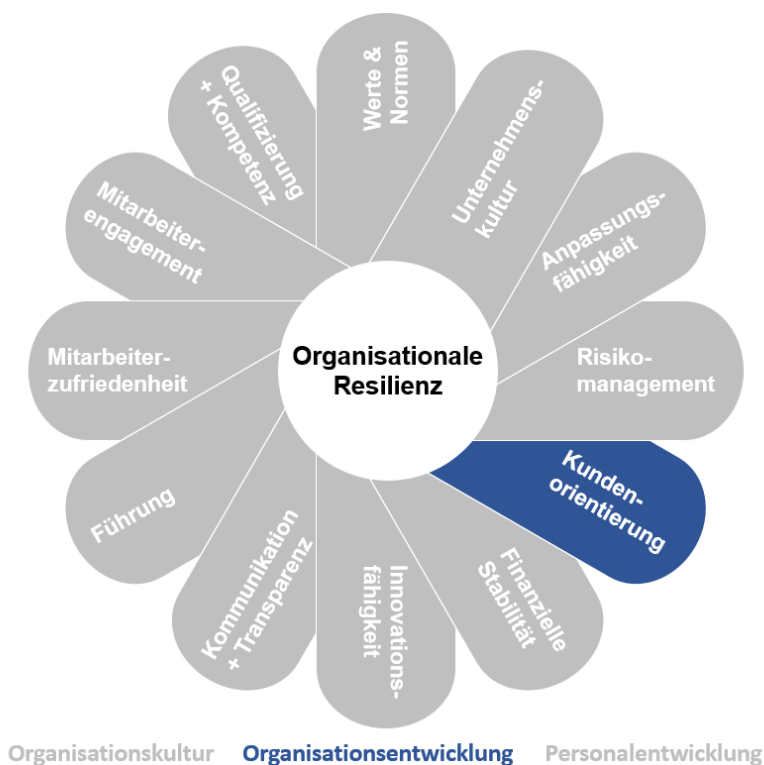 Werte &
Normen
Unternehmens-
kultur
Anpassungs-
fähigkeit
Risiko-
management
Kunden-
orientierung
Finanzielle
Stabilität
Innovations-
fähigkeit
Kommunikation
+ Transparenz
Führung
Mitarbeiter-
zufriedenheit
Mitarbeiter-
engagement
Qualifizierung
+ Kompetenz
Organisationale
Resilienz
Organisationskultur Organisationsentwicklung Personalentwicklung